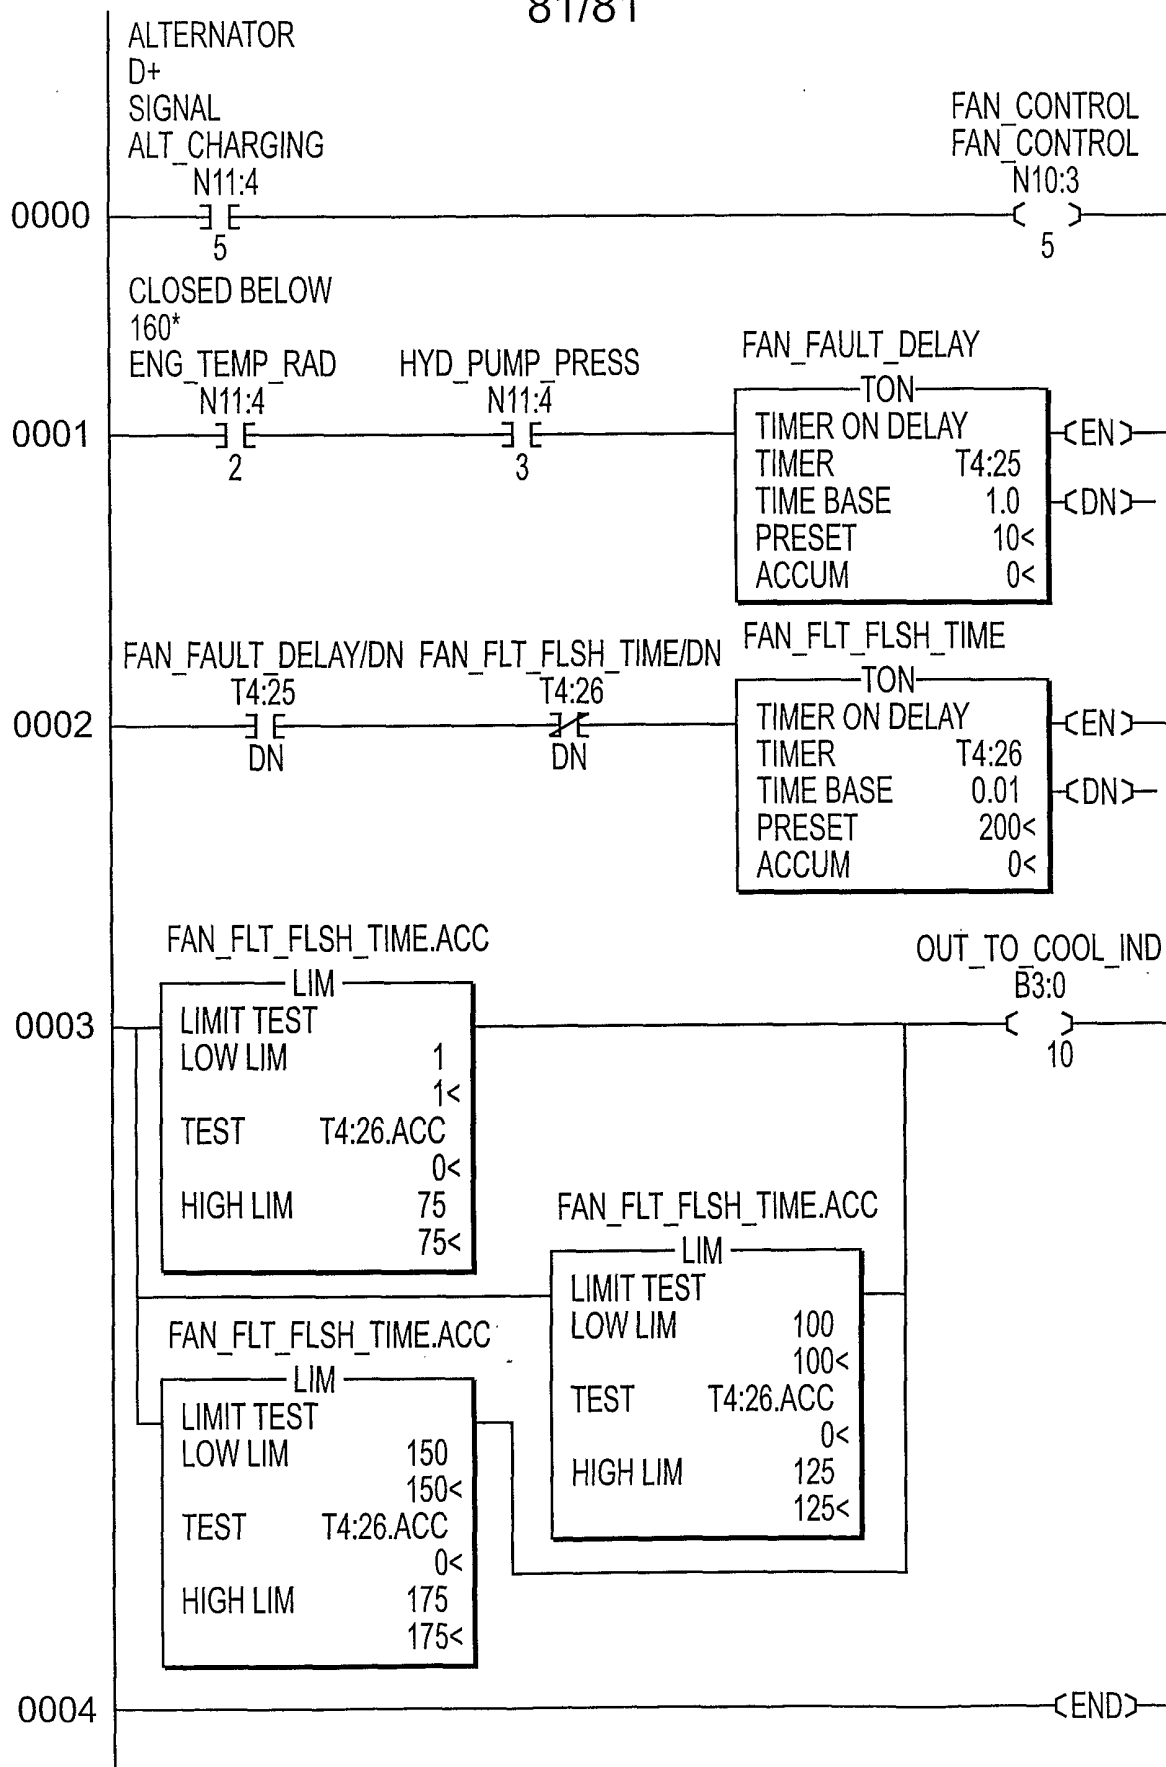 81/81
ALTERNATOR
D+
SIGNAL
ALT_CHARGING
N11:4
5
FAN_CONTROL
FAN_CONTROL
N10:3
5
0000
CLOSED BELOW
160*
ENG_TEMP_RAD
N11:4
2
HYD_PUMP_PRESS
N11:4
3
FAN_FAULT_DELAY
TON
TIMER ON DELAY
TIMER T4:25
TIME BASE 1.0
PRESET 10<
ACCUM 0<
EN
DN
0001
FAN_FAULT_DELAY/DN
T4:25
DN
FAN_FLT_FLSH_TIME/DN
T4:26
DN
FAN_FLT_FLSH_TIME
TON
TIMER ON DELAY
TIMER T4:26
TIME BASE 0.01
PRESET 200<
ACCUM 0<
EN
DN
0002
FAN_FLT_FLSH_TIME.ACC
LIM
LIMIT TEST
LOW LIM 1
1<
TEST T4:26.ACC
0<
HIGH LIM 75
75<
OUT_TO_COOL_IND
B3:0
10
0003
FAN_FLT_FLSH_TIME.ACC
LIM
LIMIT TEST
LOW LIM 100
100<
TEST T4:26.ACC
0<
HIGH LIM 125
125<
FAN_FLT_FLSH_TIME.ACC
LIM
LIMIT TEST
LOW LIM 150
150<
TEST T4:26.ACC
0<
HIGH LIM 175
175<
0004
END